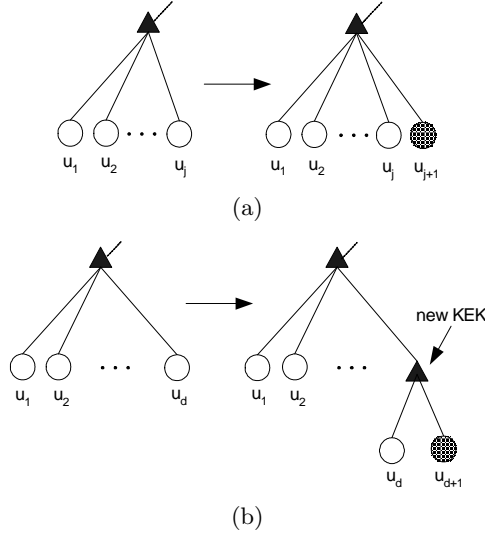 u1 u2 ... uj u1 u2 ... uj uj+1
(a)
new KEK
u1 u2 ... ud u1 u2 ...
ud ud+1
(b)